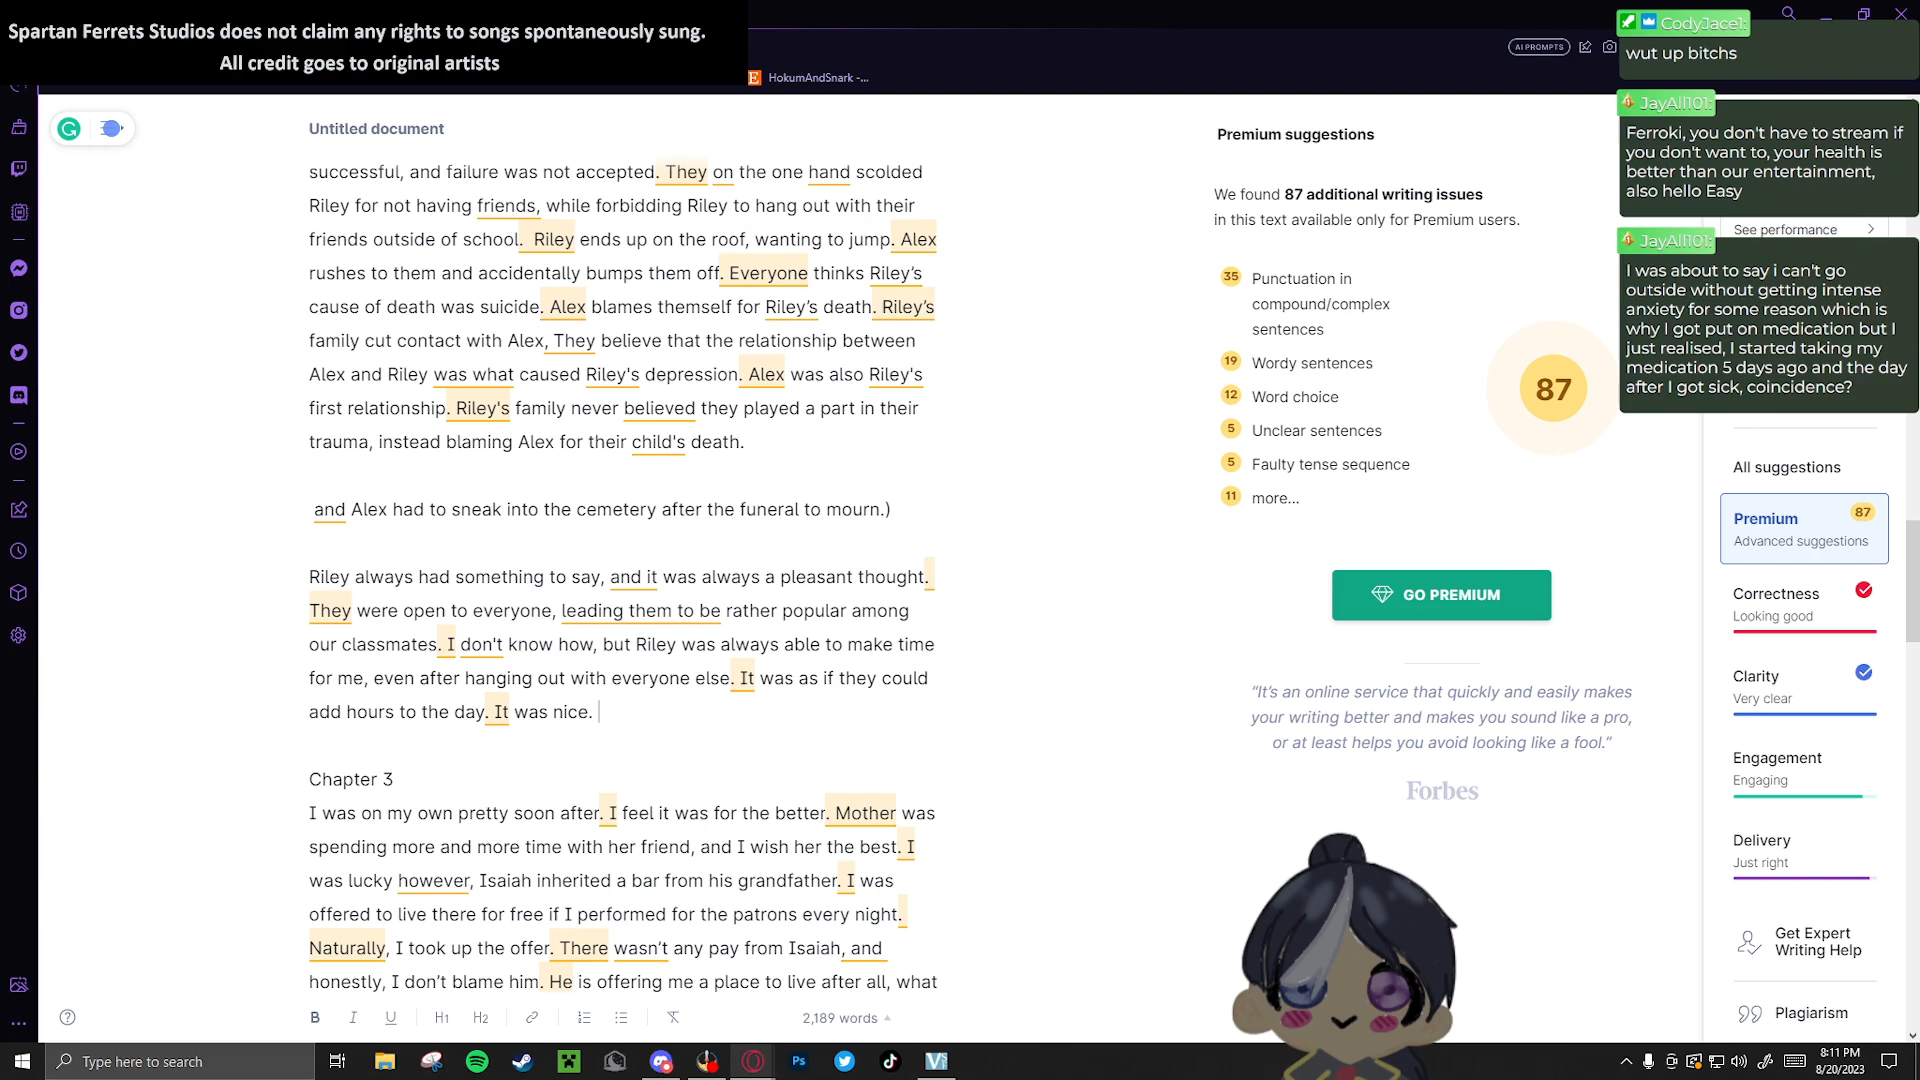 Spartan Ferrets Studios does not claim any rights to songs spontaneously sung.
All credit goes to original artists
HokumAndSnark -...
AI PROMPTS
CodyJace1:
wut up bitchs
JayAll101:
Ferroki, you don't have to stream if
you don't want to, your health is
better than our entertainment,
also hello Easy
JayAll101:
I was about to say i can't go
outside without getting intense
anxiety for some reason which is
why I got put on medication but I
just realised, I started taking my
medication 5 days ago and the day
after I got sick, coincidence?
Untitled document
successful, and failure was not accepted. They on the one hand scolded
Riley for not having friends, while forbidding Riley to hang out with their
friends outside of school.  Riley ends up on the roof, wanting to jump. Alex
rushes to them and accidentally bumps them off. Everyone thinks Riley’s
cause of death was suicide. Alex blames themself for Riley’s death. Riley’s
family cut contact with Alex, They believe that the relationship between
Alex and Riley was what caused Riley's depression. Alex was also Riley's
first relationship. Riley's family never believed they played a part in their
trauma, instead blaming Alex for their child's death.
and Alex had to sneak into the cemetery after the funeral to mourn.)
Riley always had something to say, and it was always a pleasant thought.
They were open to everyone, leading them to be rather popular among
our classmates. I don't know how, but Riley was always able to make time
for me, even after hanging out with everyone else. It was as if they could
add hours to the day. It was nice.
Chapter 3
I was on my own pretty soon after. I feel it was for the better. Mother was
spending more and more time with her friend, and I wish her the best. I
was lucky however, Isaiah inherited a bar from his grandfather. I was
offered to live there for free if I performed for the patrons every night.
Naturally, I took up the offer. There wasn’t any pay from Isaiah, and
honestly, I don’t blame him. He is offering me a place to live after all, what
B I U H1 H2
2,189 words
Premium suggestions
We found 87 additional writing issues
in this text available only for Premium users.
35 Punctuation in
compound/complex
sentences
19 Wordy sentences
12 Word choice
5 Unclear sentences
5 Faulty tense sequence
11 more...
87
GO PREMIUM
“It’s an online service that quickly and easily makes
your writing better and makes you sound like a pro,
or at least helps you avoid looking like a fool.”
Forbes
See performance
All suggestions
Premium 87
Advanced suggestions
Correctness
Looking good
Clarity
Very clear
Engagement
Engaging
Delivery
Just right
Get Expert
Writing Help
Plagiarism
Type here to search
Ps
8:11 PM
8/20/2023